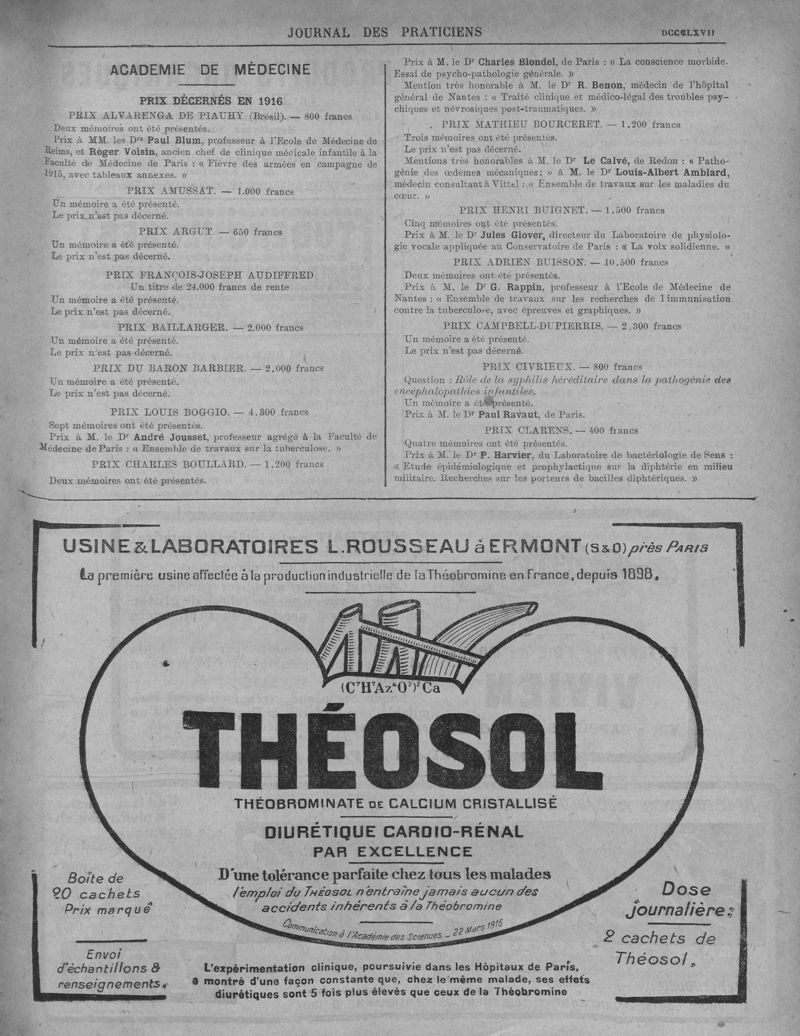 JOURNAL DES PRATICIENS
DCCCLXVII
ACADEMIE DE MÉDECINE
PRIX DÉCERNÉS EN 1916
PRIX ALVARENGA DE PIAUHY (Brésil). — 800 francs
Deux mémoires ont été présentés.
Prix à MM. les Drs Paul Blum, professeur à l'Ecole de Médecine de
Reims, et Roger Voisin, ancien chef de clinique médicale infantile à la
Faculté de Médecine de Paris : « Fièvre des armées en campagne de
1915, avec tableaux annexes. »
PRIX AMUSSAT. — 1.000 francs
Un mémoire a été présenté.
Le prix n'est pas décerné.
PRIX ARGUT. — 650 francs
Un mémoire a été présenté.
Le prix n'est pas décerné.
PRIX FRANÇOIS-JOSEPH AUDIFFRED
Un titre de 24.000 francs de rente
Un mémoire a été présenté.
Le prix n'est pas décerné.
PRIX BAILLARGER. — 2.000 francs
Un mémoire a été présenté.
Le prix n'est pas décerné.
PRIX DU BARON BARBIER. — 2.000 francs
Un mémoire a été présenté.
Le prix n'est pas décerné.
PRIX LOUIS BOGGIO. — 4.300 francs
Sept mémoires ont été présentés.
Prix à M. le Dr André Jousset, professeur agrégé à la Faculté de
Médecine de Paris : « Ensemble de travaux sur la tuberculose. »
PRIX CHARLES BOULLARD. — 1.200 francs
Deux mémoires ont été présentés.
Prix à M. le Dr Charles Blondel, de Paris : « La conscience morbide.
Essai de psycho-pathologie générale. »
Mention très honorable à M. le Dr R. Benon, médecin de l'hôpital
général de Nantes : « Traité clinique et médico-légal des troubles psy-
chiques et névrosiques post-traumatiques. »
PRIX MATHIEU BOURCERET. — 1.200 francs
Trois mémoires ont été présentés.
Le prix n'est pas décerné.
Mentions très honorables à M. le Dr Le Calvé, de Redon : « Patho-
génie des œdèmes mécaniques; » à M. le Dr Louis-Albert Amblard,
médecin consultant à Vittel : « Ensemble de travaux sur les maladies du
cœur. »
PRIX HENRI BUIGNET. — 1.500 francs
Cinq mémoires ont été présentés.
Prix à M. le Dr Jules Glover, directeur du Laboratoire de physiolo-
gie vocale appliquée au Conservatoire de Paris : « La voix solidienne. »
PRIX ADRIEN BUISSON. — 10.500 francs
Deux mémoires ont été présentés.
Prix à M. le Dr G. Rappin, professeur à l'Ecole de Médecine de
Nantes : « Ensemble de travaux sur les recherches de l'immunisation
contre la tuberculose, avec épreuves et graphiques. »
PRIX CAMPBELL-DUPIERRIS. — 2.300 francs
Un mémoire a été présenté.
Le prix n'est pas décerné.
PRIX CIVRIEUX. — 800 francs
Question : Rôle de la syphilis héréditaire dans la pathogénie des
encéphalopathies infantiles.
Un mémoire a été présenté.
Prix à M. le Dr Paul Ravaut, de Paris.
PRIX CLARENS. — 400 francs
Quatre mémoires ont été présentés.
Prix à M. le Dr P. Harvier, du Laboratoire de bactériologie de Sens :
« Etude épidémiologique et prophylactique sur la diphtérie en milieu
militaire. Recherches sur les porteurs de bacilles diphtériques. »
USINE & LABORATOIRES L. ROUSSEAU à ERMONT (S&O) près PARIS
La première usine affectée à la production industrielle de la Théobromine en France, depuis 1898.
(C7H7Az4O2)2Ca
THÉOSOL
THÉOBROMINATE DE CALCIUM CRISTALLISÉ
DIURÉTIQUE CARDIO-RÉNAL
PAR EXCELLENCE
D'une tolérance parfaite chez tous les malades
l'emploi du THÉOSOL n'entraîne jamais aucun des
accidents inhérents à la Théobromine
Communication à l'Académie des Sciences. — 22 Mars 1915
Boîte de
20 cachets
Prix marqué
Envoi
d'échantillons &
renseignements.
L'expérimentation clinique, poursuivie dans les Hôpitaux de Paris,
a montré d'une façon constante que, chez le même malade, ses effets
diurétiques sont 5 fois plus élevés que ceux de la Théobromine
Dose
journalière:
2 cachets de
Théosol.